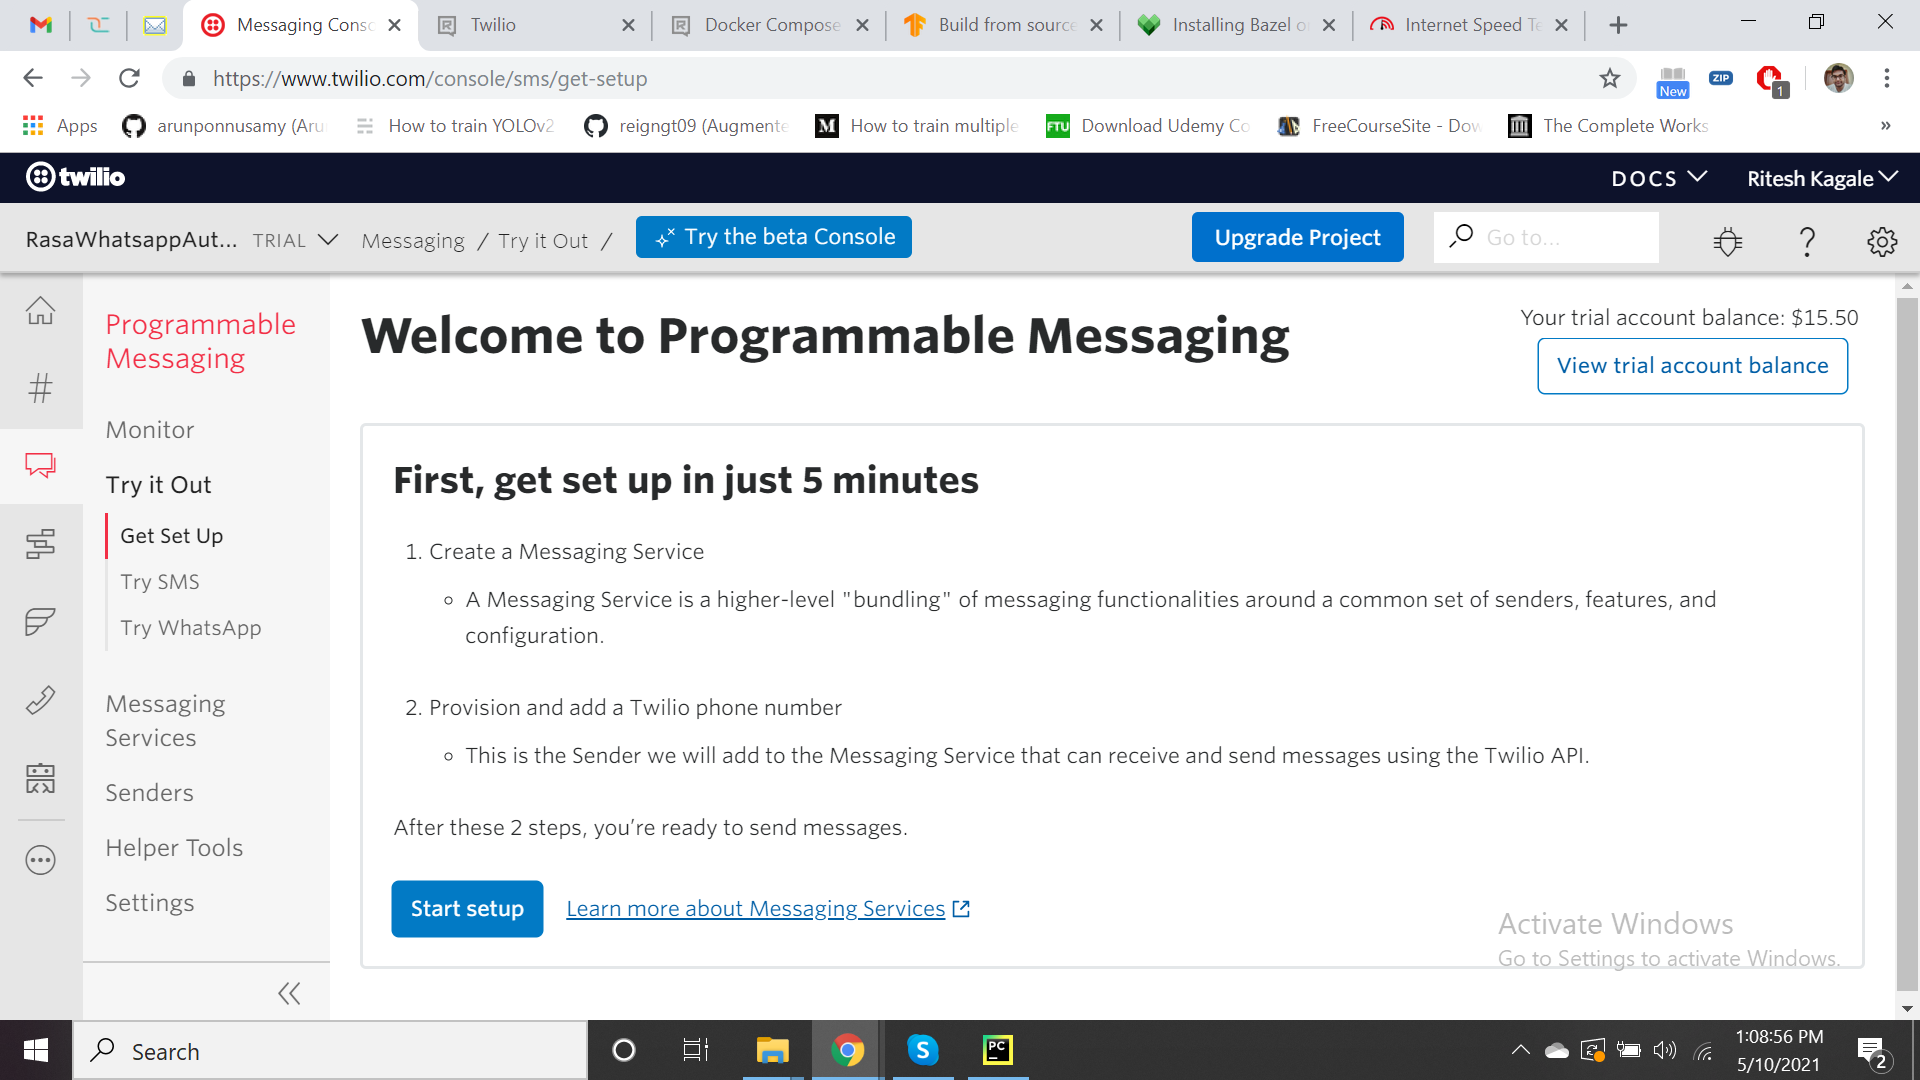 Messaging Conso
Twilio
Docker Compose
Build from source
Installing Bazel o
Internet Speed Te
https://www.twilio.com/console/sms/get-setup
New
ZIP
1
Apps
arunponnusamy (Aru
How to train YOLOv2
reigngt09 (Augmente
M
How to train multiple
FTU
Download Udemy Co
FreeCourseSite - Dow
The Complete Works
»
twilio
DOCS
Ritesh Kagale
RasaWhatsappAut...
TRIAL
Messaging / Try it Out /
Try the beta Console
Upgrade Project
Go to...
Programmable
Messaging
Monitor
Try it Out
Get Set Up
Try SMS
Try WhatsApp
Messaging
Services
Senders
Helper Tools
Settings
Welcome to Programmable Messaging
Your trial account balance: $15.50
View trial account balance
First, get set up in just 5 minutes
1. Create a Messaging Service
A Messaging Service is a higher-level "bundling" of messaging functionalities around a common set of senders, features, and
configuration.
2. Provision and add a Twilio phone number
This is the Sender we will add to the Messaging Service that can receive and send messages using the Twilio API.
After these 2 steps, you’re ready to send messages.
Start setup
Learn more about Messaging Services
Activate Windows
Go to Settings to activate Windows.
Search
S
PC
1:08:56 PM
5/10/2021
2